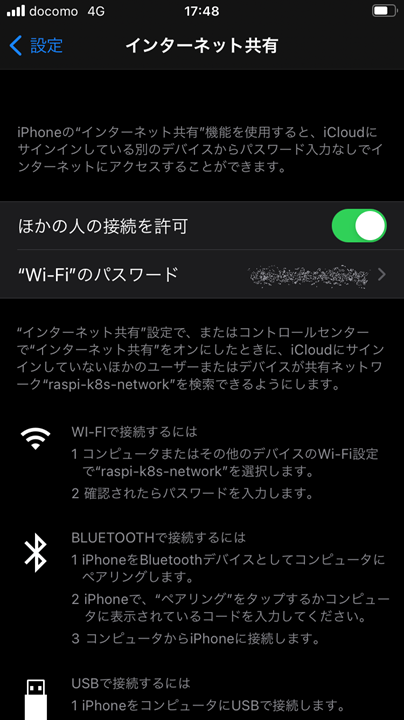 docomo 4G 17:48
設定 インターネット共有
iPhoneの“インターネット共有”機能を使用すると、iCloudに
サインインしている別のデバイスからパスワード入力なしでイ
ンターネットにアクセスすることができます。
ほかの人の接続を許可
“Wi-Fi”のパスワード
“インターネット共有”設定で、またはコントロールセンター
で“インターネット共有”をオンにしたときに、iCloudにサイン
インしていないほかのユーザーまたはデバイスが共有ネットワ
ーク“raspi-k8s-network”を検索できるようにします。
WI-FIで接続するには
1 コンピュータまたはその他のデバイスのWi-Fi設定
で“raspi-k8s-network”を選択します。
2 確認されたらパスワードを入力します。
BLUETOOTHで接続するには
1 iPhoneをBluetoothデバイスとしてコンピュータに
ペアリングします。
2 iPhoneで、“ペアリング”をタップするかコンピュー
タに表示されているコードを入力してください。
3 コンピュータからiPhoneに接続します。
USBで接続するには
1 iPhoneをコンピュータにUSBで接続します。